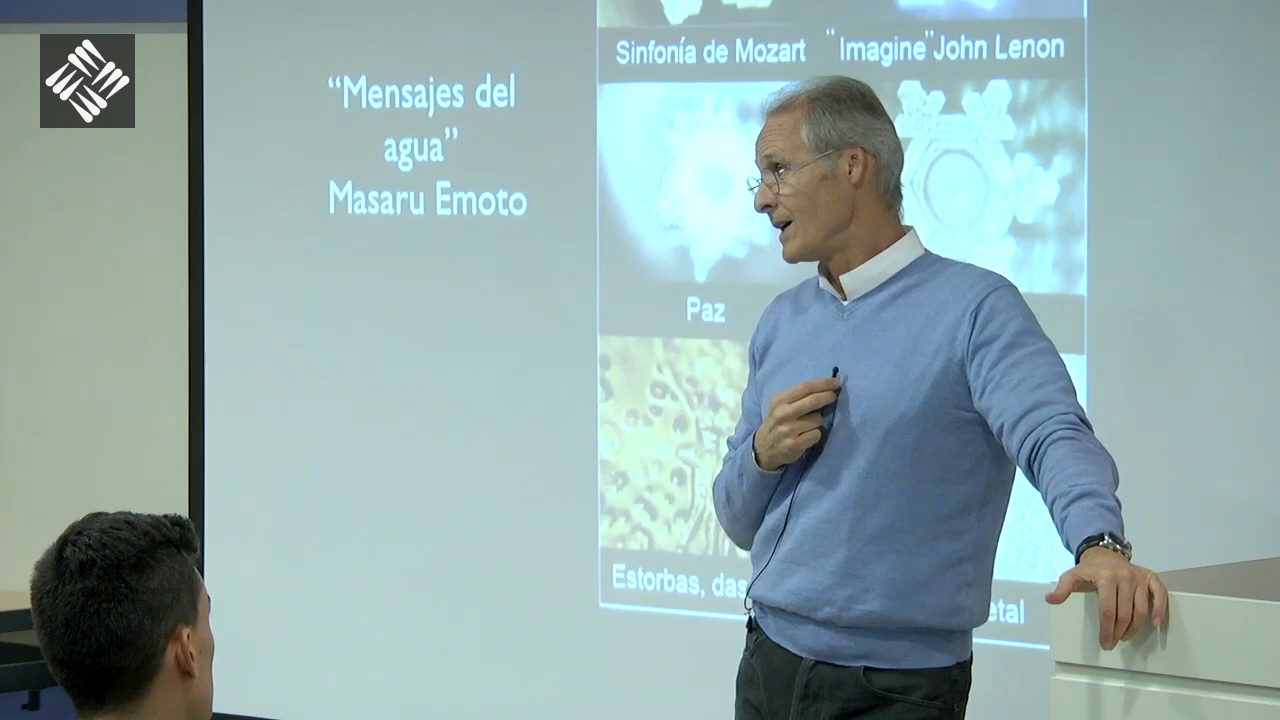 “Mensajes del
agua”
Masaru Emoto
Sinfonía de Mozart
“Imagine” John Lenon
Paz
Estorbas, das
etal